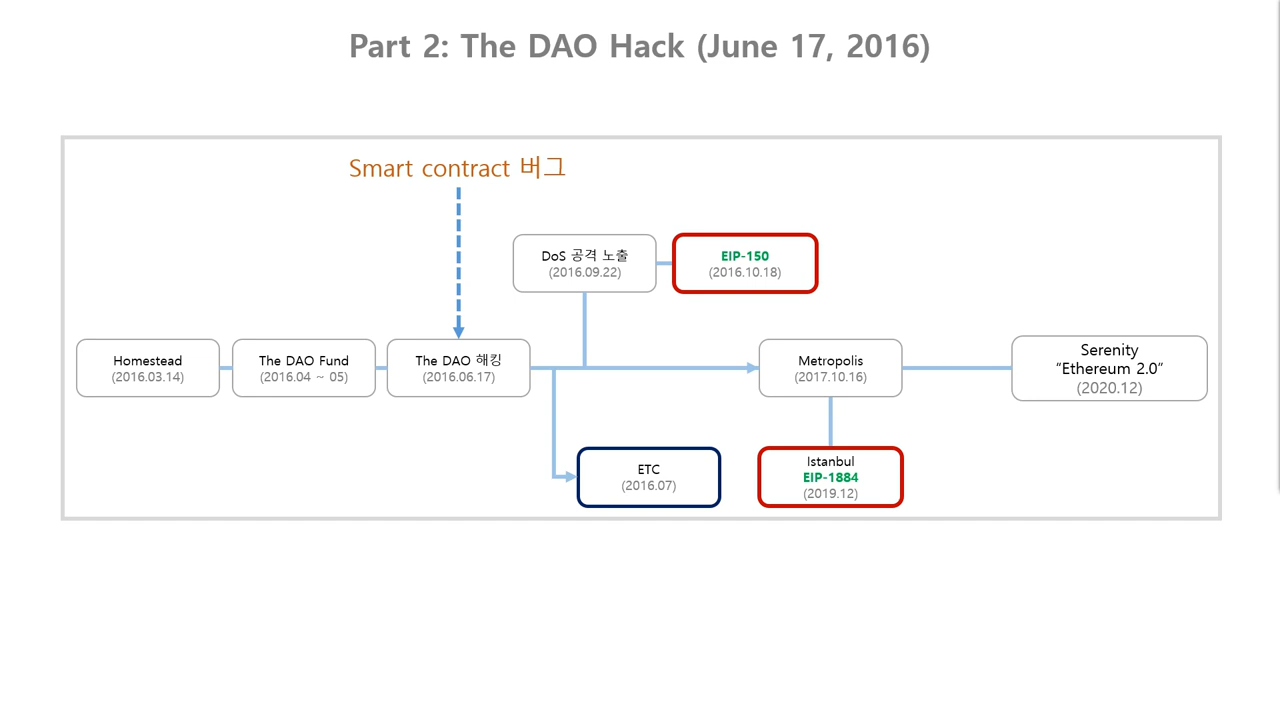 Part 2: The DAO Hack (June 17, 2016)
Smart contract 버그
DoS 공격 노출
(2016.09.22)
EIP-150
(2016.10.18)
Homestead
(2016.03.14)
The DAO Fund
(2016.04 ~ 05)
The DAO 해킹
(2016.06.17)
Metropolis
(2017.10.16)
Serenity
“Ethereum 2.0”
(2020.12)
ETC
(2016.07)
Istanbul
EIP-1884
(2019.12)